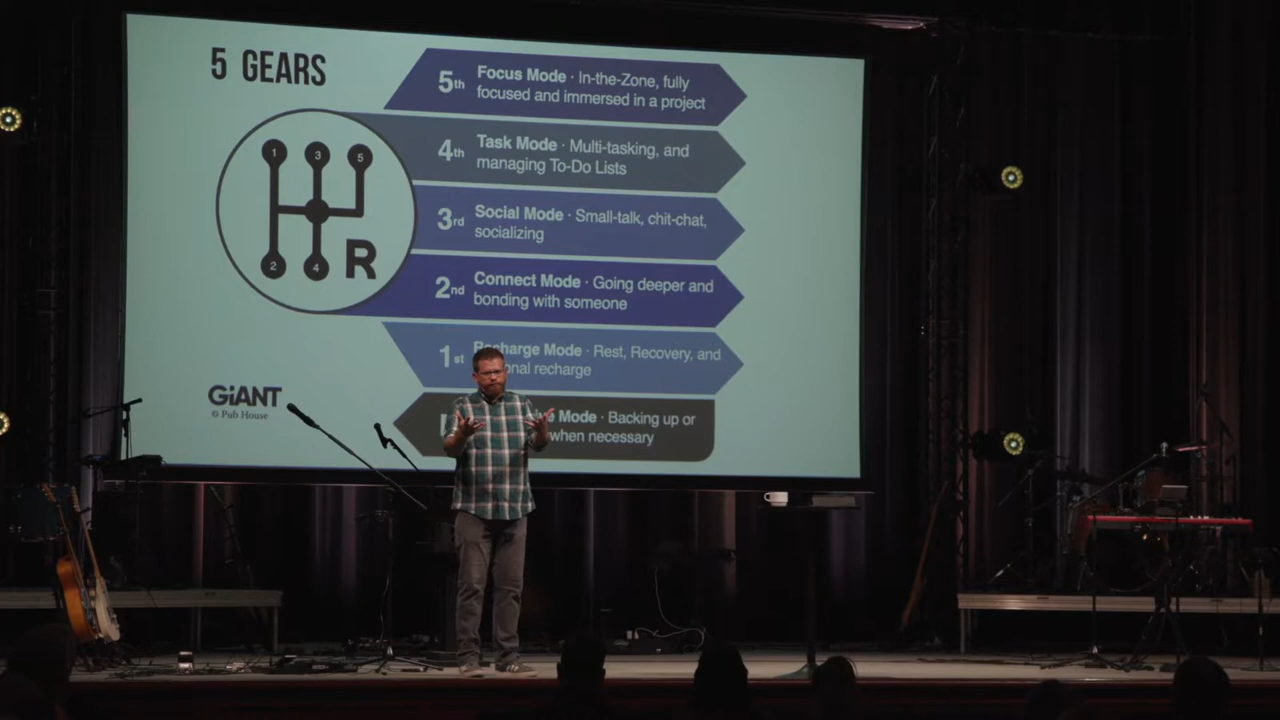 5 GEARS
5th Focus Mode · In-the-Zone, fully
focused and immersed in a project
4th Task Mode · Multi-tasking, and
managing To-Do Lists
3rd Social Mode · Small-talk, chit-chat,
socializing
2nd Connect Mode · Going deeper and
bonding with someone
1st Recharge Mode · Rest, Recovery, and
recharge
Mode · Backing up or
when necessary
1 3 5
R
2 4
GiANT
© Pub House